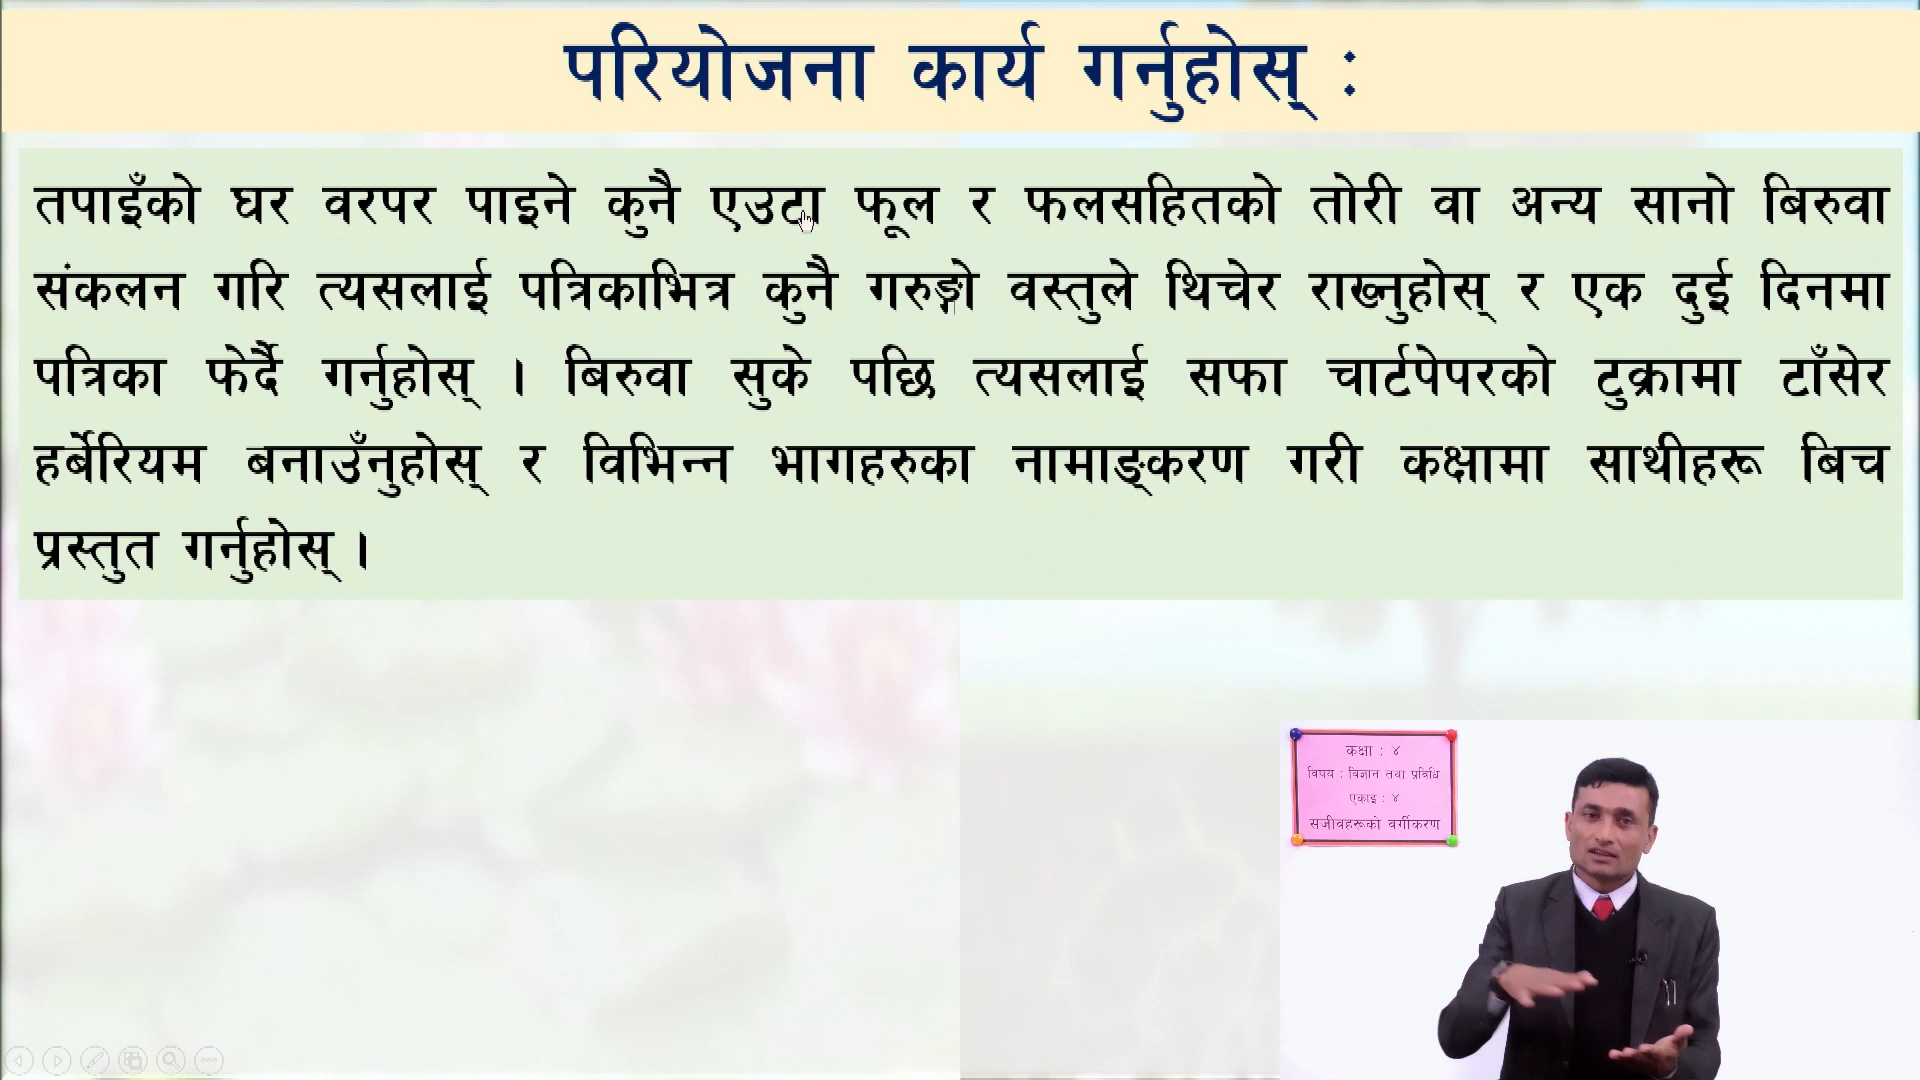 परियोजना कार्य गर्नुहोस् :
तपाइँको घर वरपर पाइने कुनै एउटा फूल र फलसहितको तोरी वा अन्य सानो बिरुवा
संकलन गरि त्यसलाई पत्रिकाभित्र कुनै गरुङ्गो वस्तुले थिचेर राख्नुहोस् र एक दुई दिनमा
पत्रिका फेर्दै गर्नुहोस् । बिरुवा सुके पछि त्यसलाई सफा चार्टपेपरको टुक्रामा टाँसेर
हर्बेरियम बनाउँनुहोस् र विभिन्न भागहरुका नामाङ्करण गरी कक्षामा साथीहरू बिच
प्रस्तुत गर्नुहोस् ।
कक्षा : ४
विषय : विज्ञान तथा प्रविधि
एकाइ : ४
सजीवहरूको वर्गीकरण